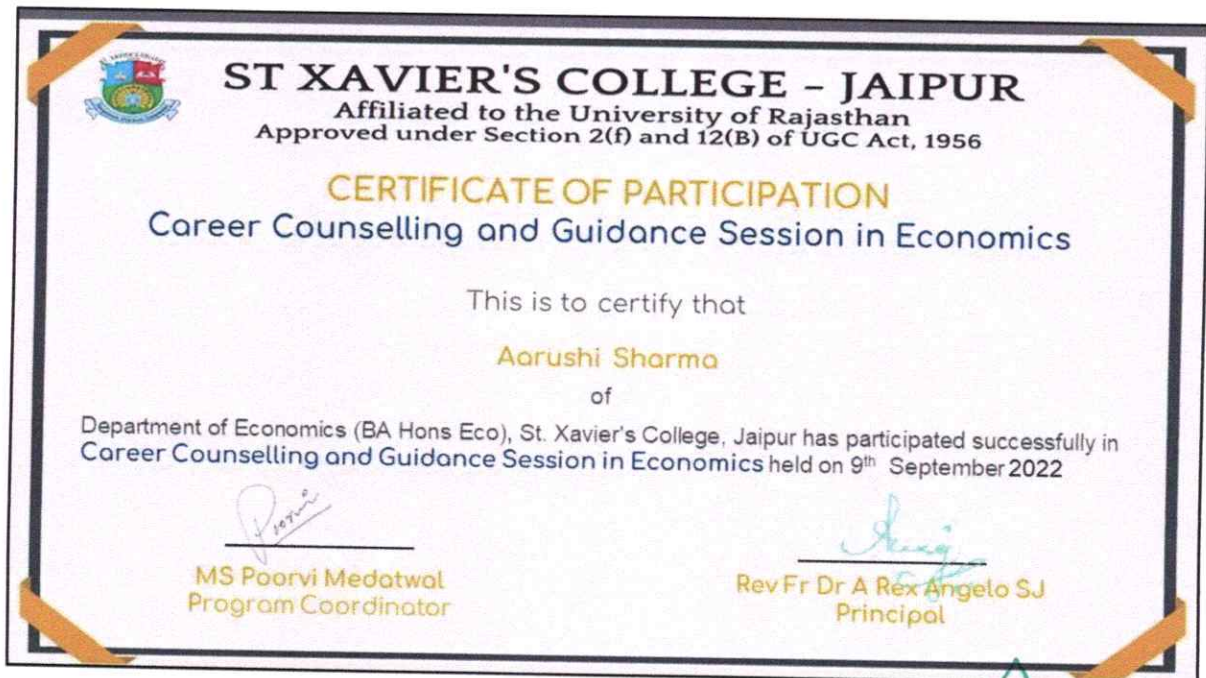 ST XAVIER'S COLLEGE - JAIPUR
Affiliated to the University of Rajasthan
Approved under Section 2(f) and 12(B) of UGC Act, 1956
CERTIFICATE OF PARTICIPATION
Career Counselling and Guidance Session in Economics
This is to certify that
Aarushi Sharma
of
Department of Economics (BA Hons Eco), St. Xavier's College, Jaipur has participated successfully in
Career Counselling and Guidance Session in Economics held on 9th September 2022
Poorvi
MS Poorvi Medatwal
Program Coordinator
Rev Fr Dr A Rex Angelo SJ
Principal